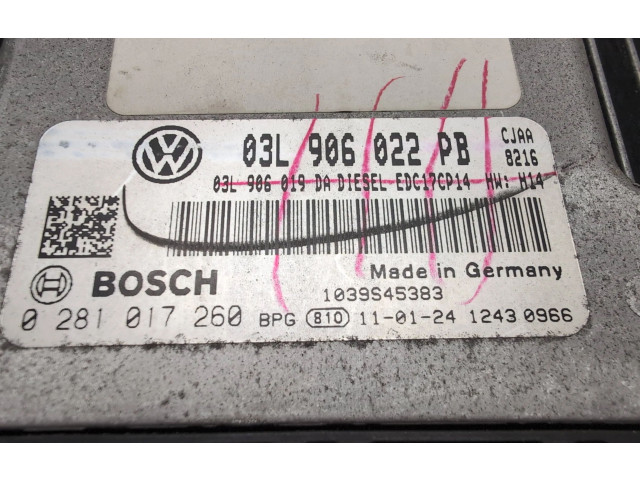 03L 906 022 PB CJAA
8216
03L 906 019 DA DIESEL EDC17CP14 HW: H14
BOSCH Made in Germany
1039S45383
0 281 017 260 BPG 810 11-01-24 1243 0966